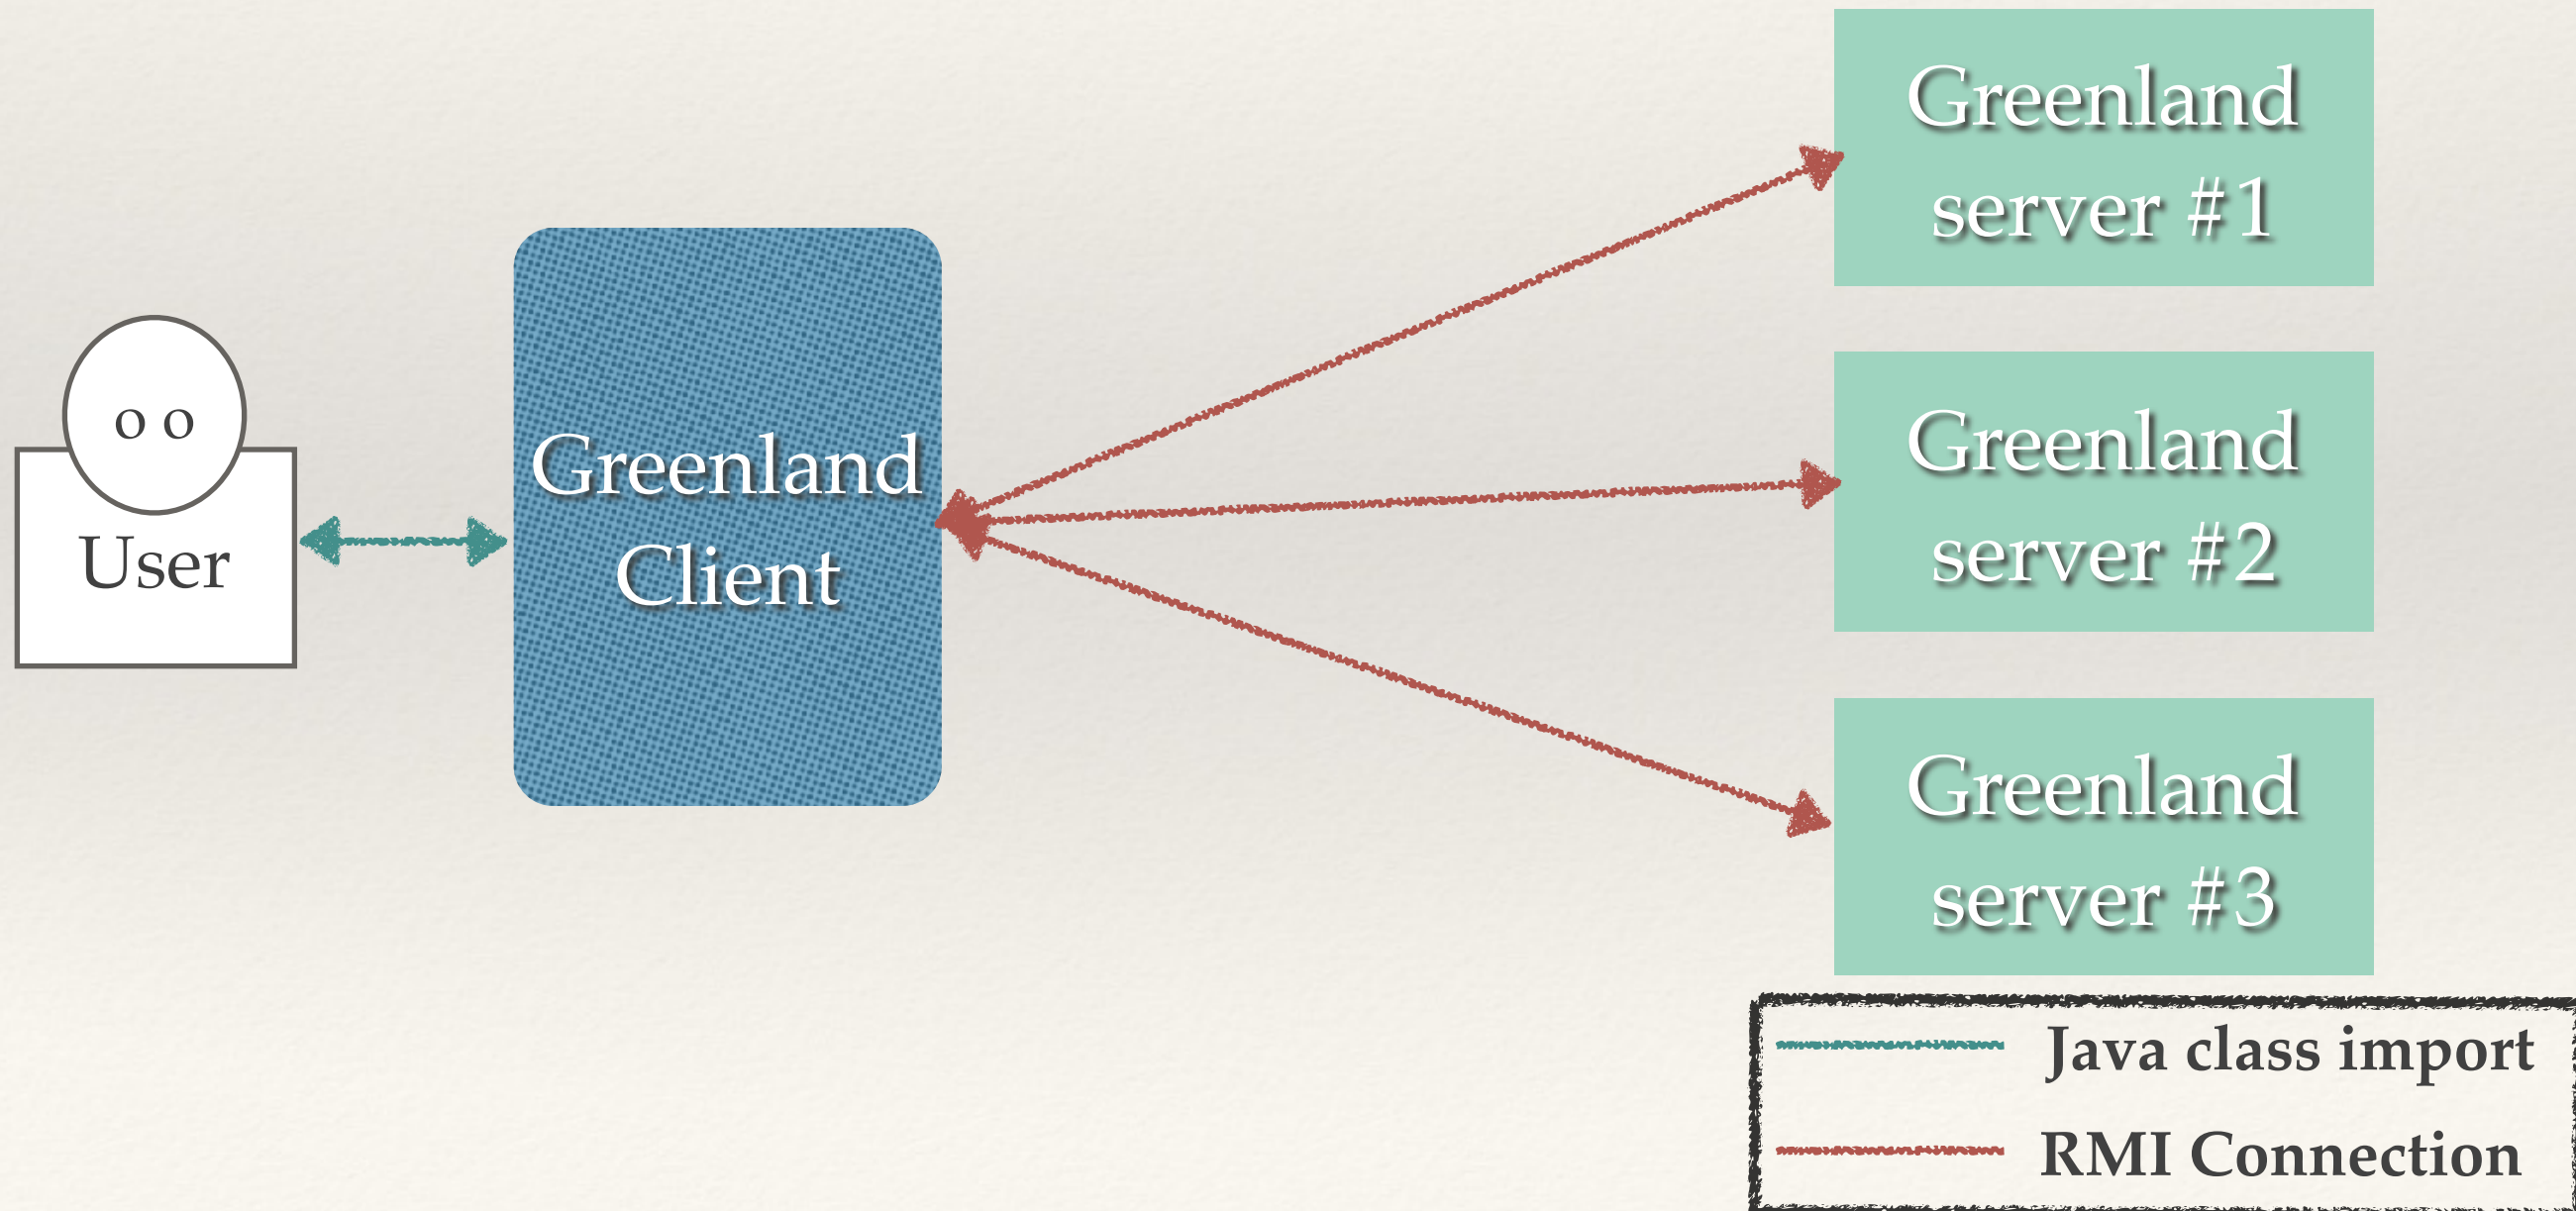 o o
User
Greenland
Client
Greenland
server #1
Greenland
server #2
Greenland
server #3
Java class import
RMI Connection